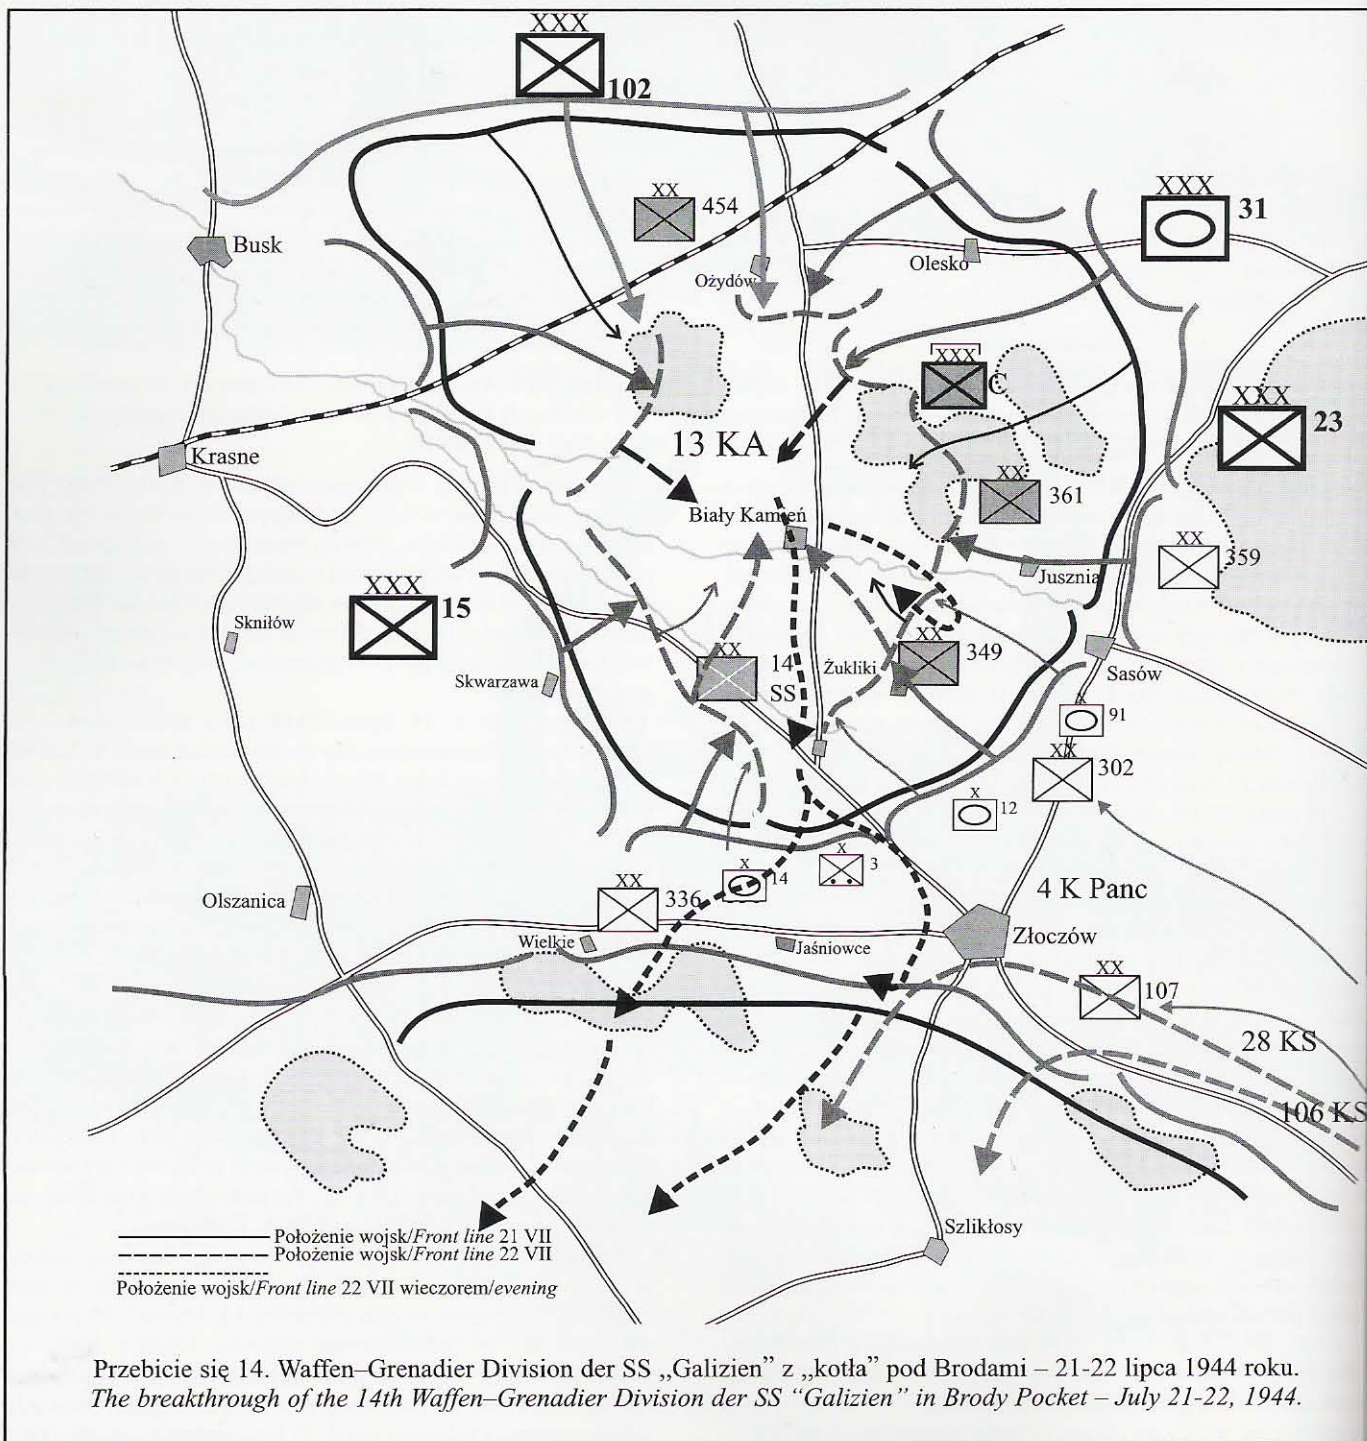 XXX
102
XX
454
XXX
31
Busk
Ożydów
Olesko
XXX
C
XXX
23
Krasne
13 KA
XX
361
Biały Kamień
XX
359
Jusznia
XXX
15
Skniłów
XX
349
XX
14
SS
Żukliki
Sasów
Skwarzawa
X
91
XX
302
X
12
X
3
X
14
4 K Panc
Olszanica
XX
336
Złoczów
Wielkie
Jaśniowce
XX
107
28 KS
106 KS
Szlikłosy
Położenie wojsk/Front line 21 VII
Położenie wojsk/Front line 22 VII
Położenie wojsk/Front line 22 VII wieczorem/evening
Przebicie się 14. Waffen–Grenadier Division der SS „Galizien” z „kotła” pod Brodami – 21-22 lipca 1944 roku.
The breakthrough of the 14th Waffen–Grenadier Division der SS “Galizien” in Brody Pocket – July 21-22, 1944.